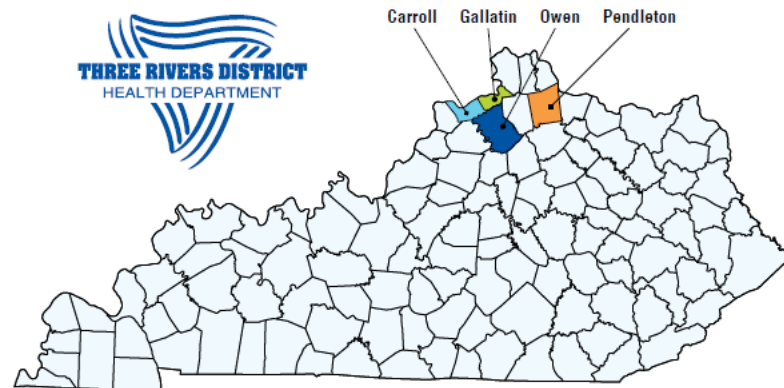 Carroll Gallatin Owen Pendleton
THREE RIVERS DISTRICT
HEALTH DEPARTMENT